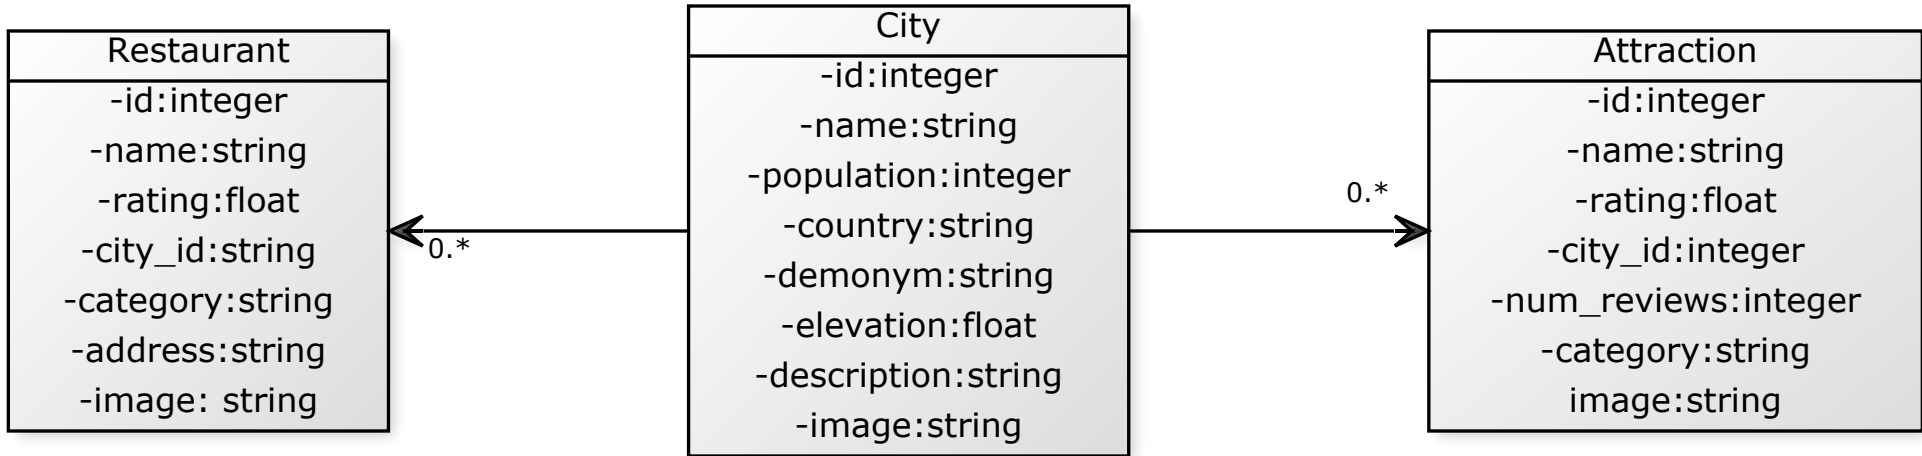 Restaurant
-id:integer
-name:string
-rating:float
-city_id:string
-category:string
-address:string
-image: string
0.*
City
-id:integer
-name:string
-population:integer
-country:string
-demonym:string
-elevation:float
-description:string
-image:string
0.*
Attraction
-id:integer
-name:string
-rating:float
-city_id:integer
-num_reviews:integer
-category:string
image:string